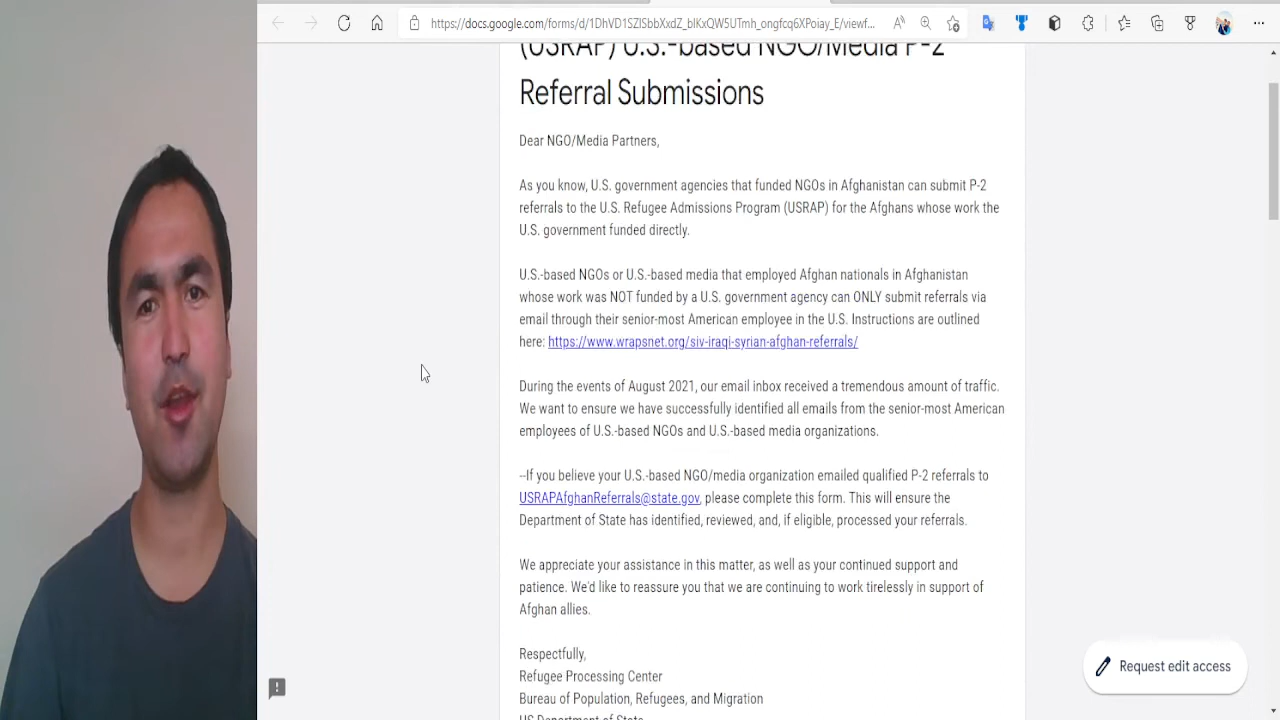 https://docs.google.com/forms/d/1DhVD1SZlSbbXxdZ_bIKxQW5UTmh_ongfcq6XPoiay_E/viewf...
(USRAP) U.S.-based NGO/Media P-2
Referral Submissions
Dear NGO/Media Partners,
As you know, U.S. government agencies that funded NGOs in Afghanistan can submit P-2
referrals to the U.S. Refugee Admissions Program (USRAP) for the Afghans whose work the
U.S. government funded directly.
U.S.-based NGOs or U.S.-based media that employed Afghan nationals in Afghanistan
whose work was NOT funded by a U.S. government agency can ONLY submit referrals via
email through their senior-most American employee in the U.S. Instructions are outlined
here: https://www.wrapsnet.org/siv-iraqi-syrian-afghan-referrals/
During the events of August 2021, our email inbox received a tremendous amount of traffic.
We want to ensure we have successfully identified all emails from the senior-most American
employees of U.S.-based NGOs and U.S.-based media organizations.
--If you believe your U.S.-based NGO/media organization emailed qualified P-2 referrals to
USRAPAfghanReferrals@state.gov, please complete this form. This will ensure the
Department of State has identified, reviewed, and, if eligible, processed your referrals.
We appreciate your assistance in this matter, as well as your continued support and
patience. We'd like to reassure you that we are continuing to work tirelessly in support of
Afghan allies.
Request edit access
Respectfully,
Refugee Processing Center
Bureau of Population, Refugees, and Migration
US Department of State